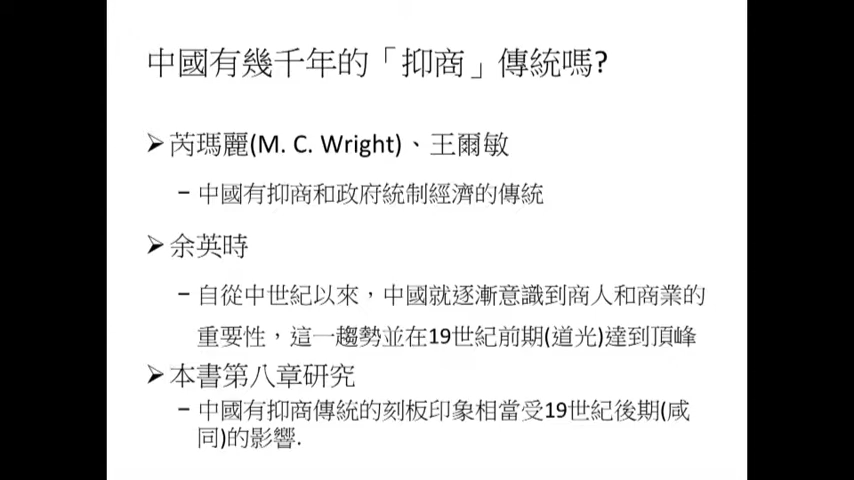 中國有幾千年的「抑商」傳統嗎?
➢芮瑪麗(M. C. Wright)、王爾敏
– 中國有抑商和政府統制經濟的傳統
➢余英時
– 自從中世紀以來，中國就逐漸意識到商人和商業的
重要性，這一趨勢並在19世紀前期(道光)達到頂峰
➢本書第八章研究
– 中國有抑商傳統的刻板印象相當受19世紀後期(咸
同)的影響.